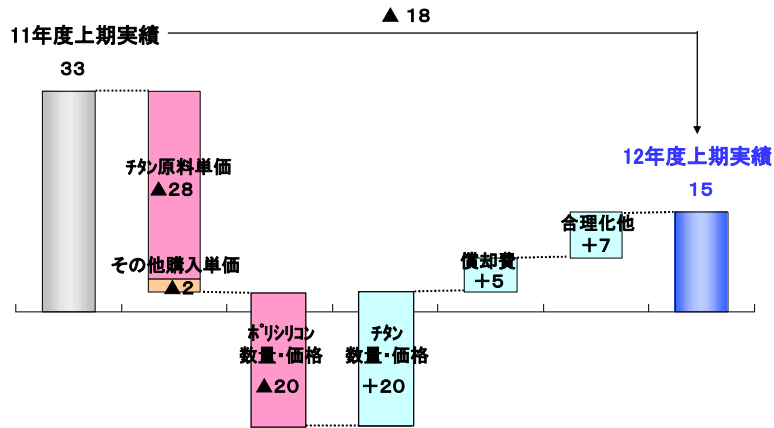 ▲ 18
11年度上期実績
33
ﾁﾀﾝ原料単価
▲28
その他購入単価
▲2
ﾎﾟﾘｼﾘｺﾝ
数量・価格
▲20
ﾁﾀﾝ
数量・価格
＋20
償却費
＋5
合理化他
＋7
12年度上期実績
15